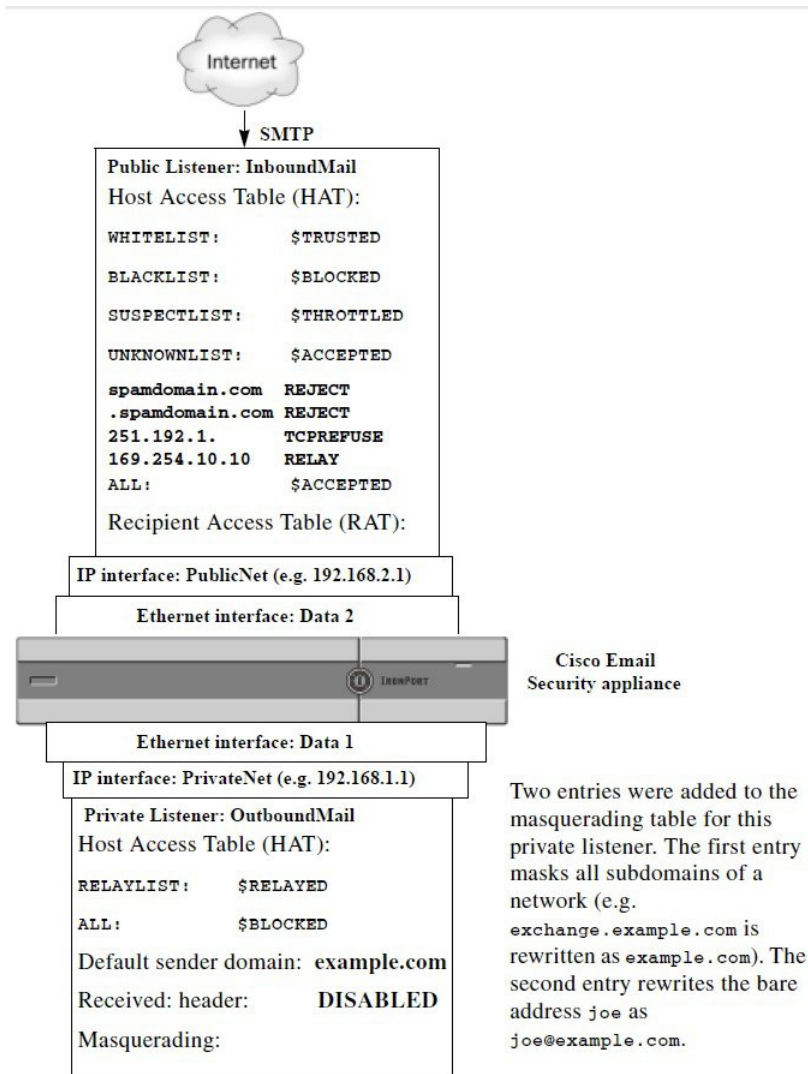 Internet
SMTP
Public Listener: InboundMail
Host Access Table (HAT):
WHITELIST: $TRUSTED
BLACKLIST: $BLOCKED
SUSPECTLIST: $THROTTLED
UNKNOWNLIST: $ACCEPTED
spamdomain.com REJECT
.spamdomain.com REJECT
251.192.1. TCPREFUSE
169.254.10.10 RELAY
ALL: $ACCEPTED
Recipient Access Table (RAT):
IP interface: PublicNet (e.g. 192.168.2.1)
Ethernet interface: Data 2
IRONPORT
Cisco Email
Security appliance
Ethernet interface: Data 1
IP interface: PrivateNet (e.g. 192.168.1.1)
Private Listener: OutboundMail
Host Access Table (HAT):
RELAYLIST: $RELAYED
ALL: $BLOCKED
Default sender domain: example.com
Received: header: DISABLED
Masquerading:
Two entries were added to the
masquerading table for this
private listener. The first entry
masks all subdomains of a
network (e.g.
exchange.example.com is
rewritten as example.com). The
second entry rewrites the bare
address joe as
joe@example.com.